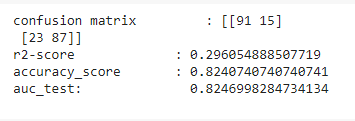 confusion matrix : [[91 15]
[23 87]]
r2-score : 0.296054888507719
accuracy_score : 0.8240740740740741
auc_test: 0.8246998284734134